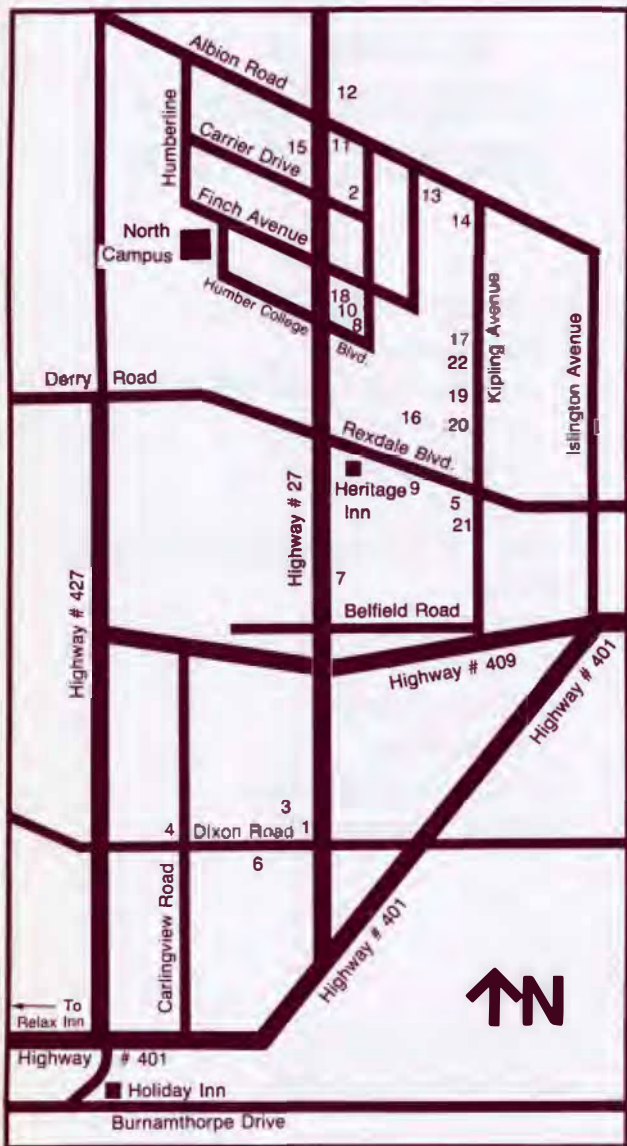 Albion Road
12
Humberline
Carrier Drive
15
11
2
13
14
Finch Avenue
North
Campus
Humber College
Blvd.
18
10
8
17
22
19
20
Kipling Avenue
Islington Avenue
Derry Road
16
Rexdale Blvd.
Heritage
Inn
9
5
21
Highway # 27
7
Highway # 427
Belfield Road
Highway # 409
Highway # 401
3
4
Dixon Road
1
6
Carlingview Road
Highway # 401
N
To
Relax Inn
Highway # 401
Holiday Inn
Burnamthorpe Drive